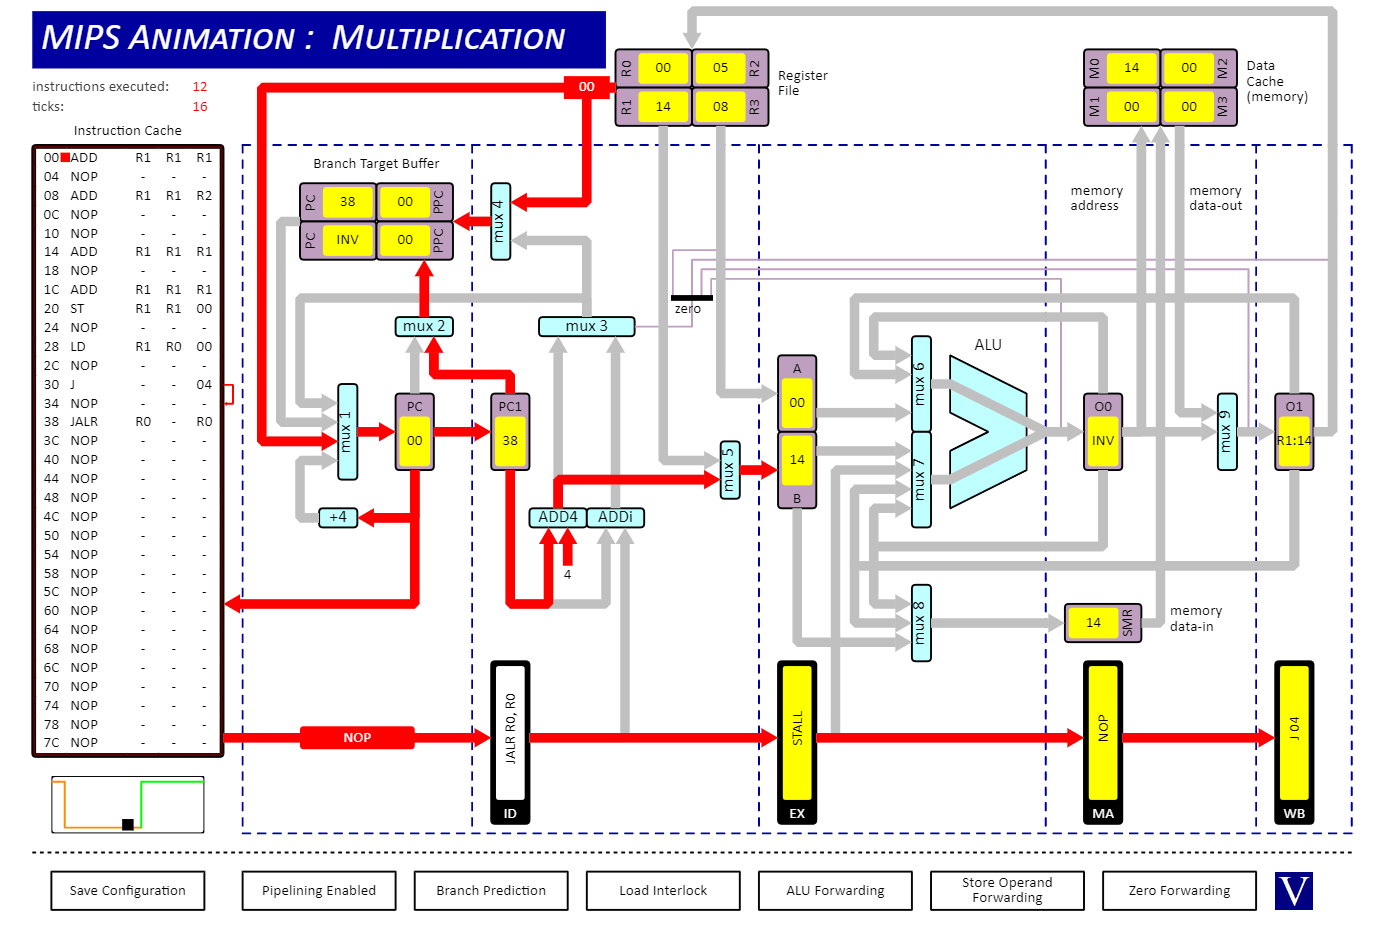 MIPS ANIMATION : MULTIPLICATION
instructions executed: 12
ticks: 16
Instruction Cache
00 ADD R1 R1 R1
04 NOP - - -
08 ADD R1 R1 R2
0C NOP - - -
10 NOP - - -
14 ADD R1 R1 R1
18 NOP - - -
1C ADD R1 R1 R1
20 ST R1 R1 00
24 NOP - - -
28 LD R1 R0 00
2C NOP - - -
30 J - - 04
34 NOP - - -
38 JALR R0 - R0
3C NOP - - -
40 NOP - - -
44 NOP - - -
48 NOP - - -
4C NOP - - -
50 NOP - - -
54 NOP - - -
58 NOP - - -
5C NOP - - -
60 NOP - - -
64 NOP - - -
68 NOP - - -
6C NOP - - -
70 NOP - - -
74 NOP - - -
78 NOP - - -
7C NOP - - -
00
R0 00 05 R2
R1 14 08 R3
Register
File
M0 14 00 M2
M1 00 00 M3
Data
Cache
(memory)
Branch Target Buffer
PC 38 00 PPC
PC INV 00 PPC
mux 4
memory
address
memory
data-out
zero
mux 2
mux 3
mux 1
PC
00
PC1
38
+4
ADD4
ADDi
4
mux 5
A
00
14
B
mux 6
mux 7
ALU
mux 8
O0
INV
mux 9
O1
R1:14
14 SMR
memory
data-in
NOP
JALR R0, R0
ID
STALL
EX
NOP
MA
J 04
WB
Save Configuration
Pipelining Enabled
Branch Prediction
Load Interlock
ALU Forwarding
Store Operand
Forwarding
Zero Forwarding
V